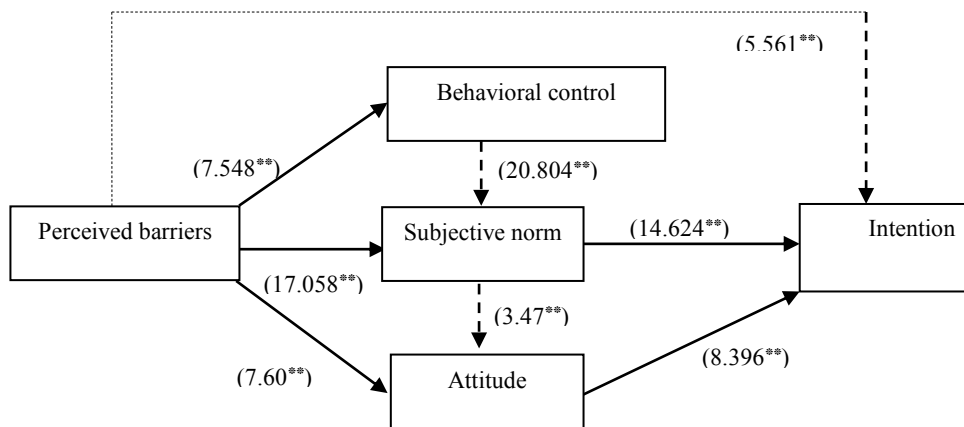 (5.561**)
Behavioral control
(7.548**)
(20.804**)
Perceived barriers
Subjective norm
(14.624**)
Intention
(17.058**)
(3.47**)
(8.396**)
(7.60**)
Attitude